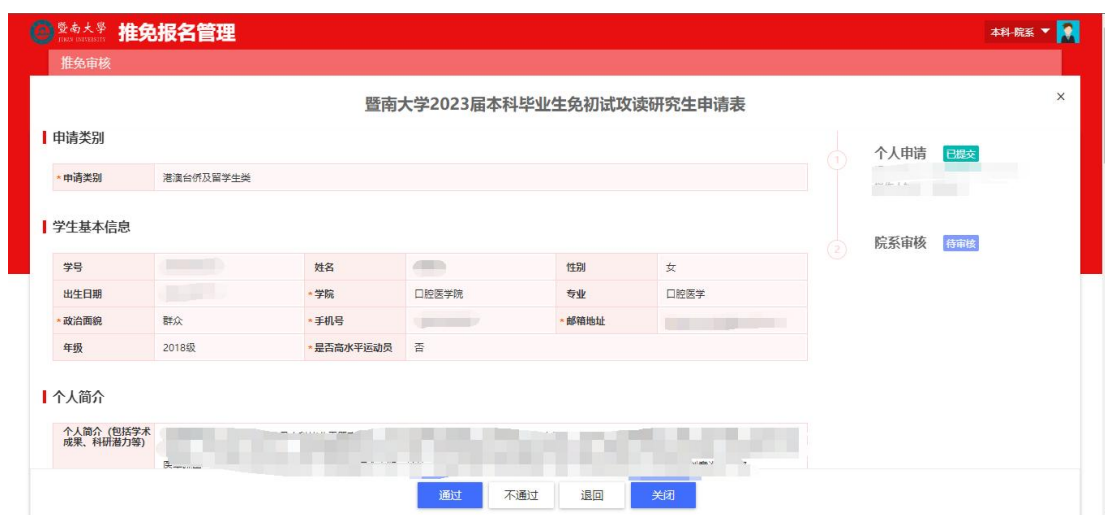 暨南大学 推免报名管理 本科-院系
JINAN UNIVERSITY
推免审核
暨南大学2023届本科毕业生免初试攻读研究生申请表 ×
申请类别
*申请类别 港澳台侨及留学生类
1 个人申请 已提交
学生基本信息
2 院系审核 待审核
学号 姓名 性别 女
出生日期 *学院 口腔医学院 专业 口腔医学
*政治面貌 群众 *手机号 *邮箱地址
年级 2018级 *是否高水平运动员 否
个人简介
个人简介（包括学术
成果、科研潜力等）
通过 不通过 退回 关闭